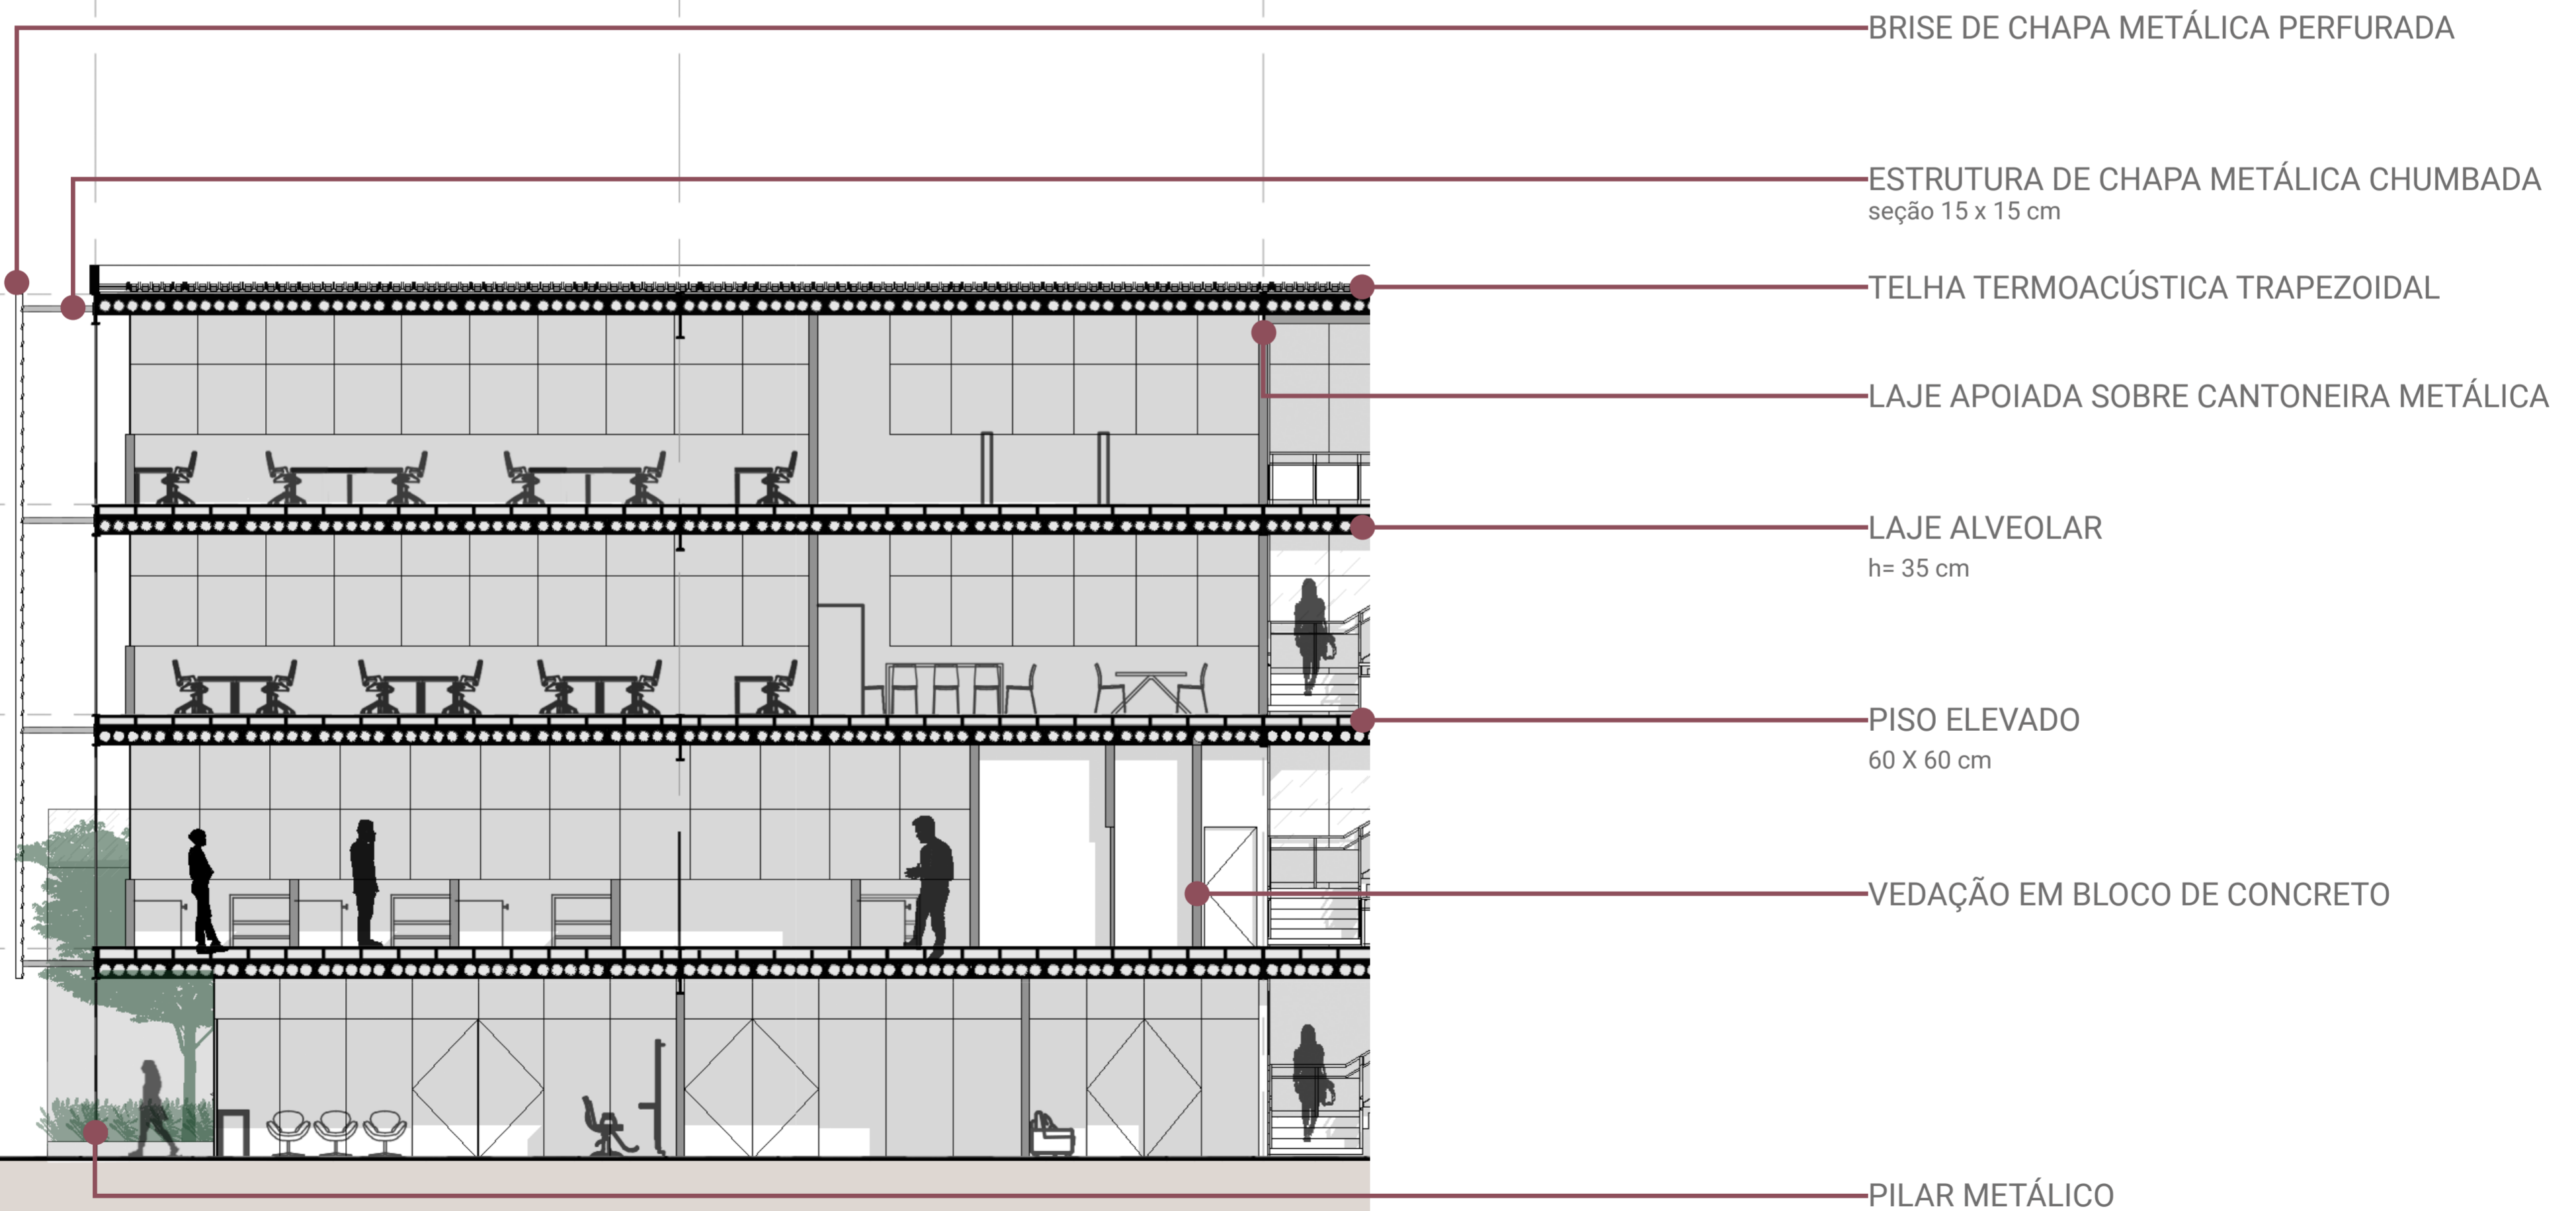 BRISE DE CHAPA METÁLICA PERFURADA
ESTRUTURA DE CHAPA METÁLICA CHUMBADA
seção 15 x 15 cm
TELHA TERMOACÚSTICA TRAPEZOIDAL
LAJE APOIADA SOBRE CANTONEIRA METÁLICA
LAJE ALVEOLAR
h= 35 cm
PISO ELEVADO
60 X 60 cm
VEDAÇÃO EM BLOCO DE CONCRETO
PILAR METÁLICO